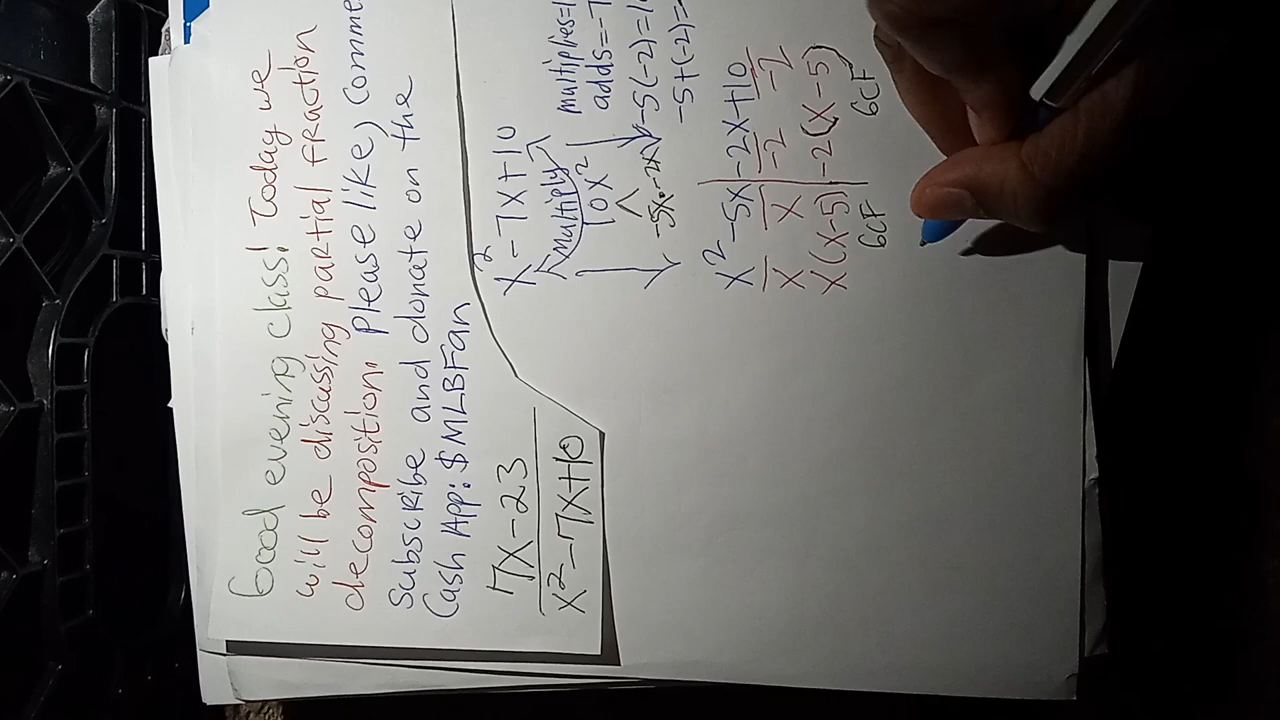 Good evening class! Today we
will be discussing partial fraction
decomposition. Please like, comme
subscribe and donate on the
Cash App: $MLBFan
7x-23
x²-7x+10
x²-7x+10
multiply
10x²
-5x -2x
multiplies=1
adds=-7
-5(-2)=10
-5+(-2)=-
x²-5x|-2x+10
x x -2 -2
x(x-5)|-2(x-5)
GCF GCF